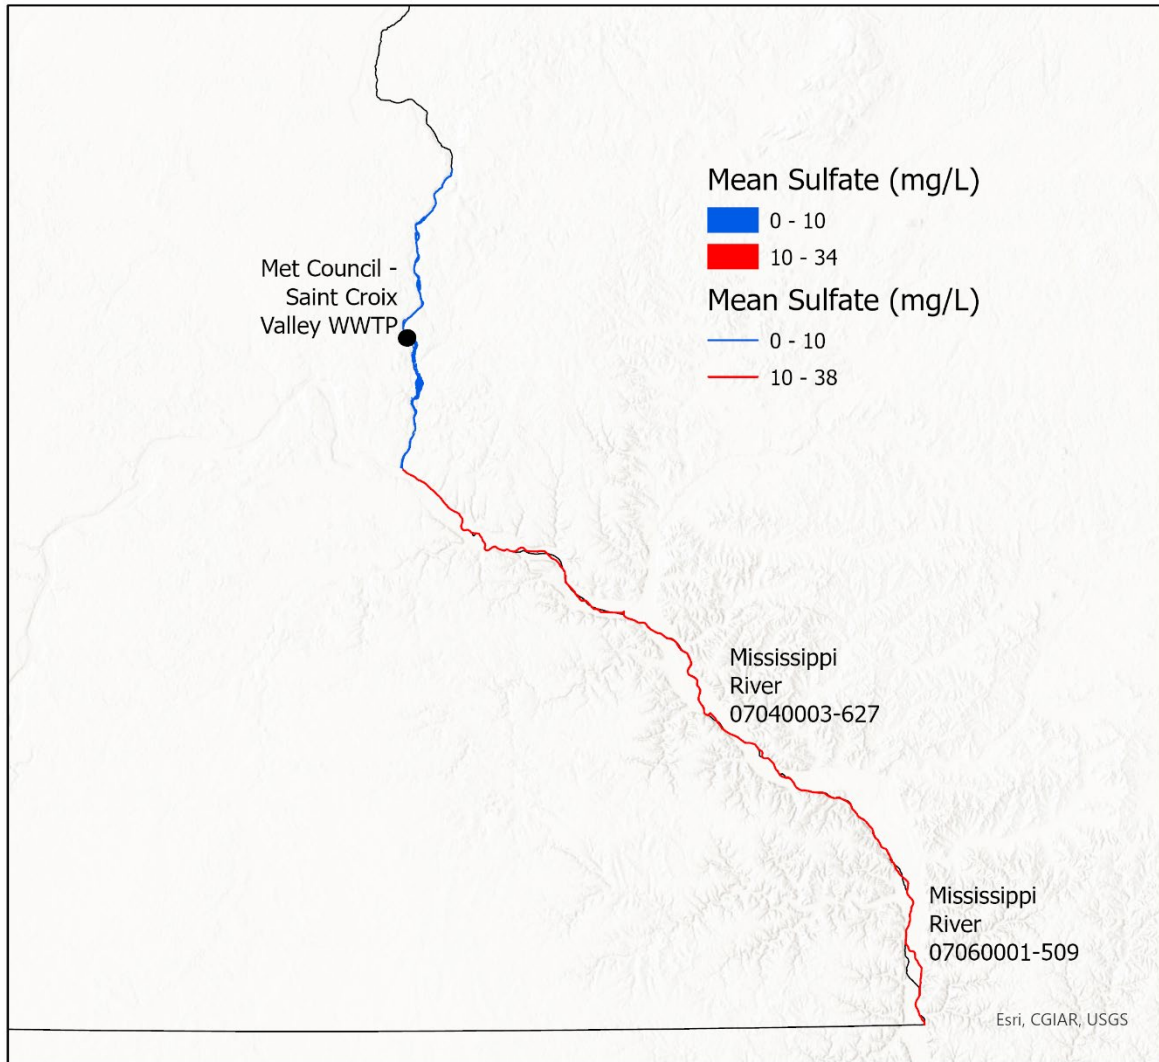 Mean Sulfate (mg/L)
0 - 10
10 - 34
Mean Sulfate (mg/L)
0 - 10
10 - 38
Met Council -
Saint Croix
Valley WWTP
Mississippi
River
07040003-627
Mississippi
River
07060001-509
Esri, CGIAR, USGS